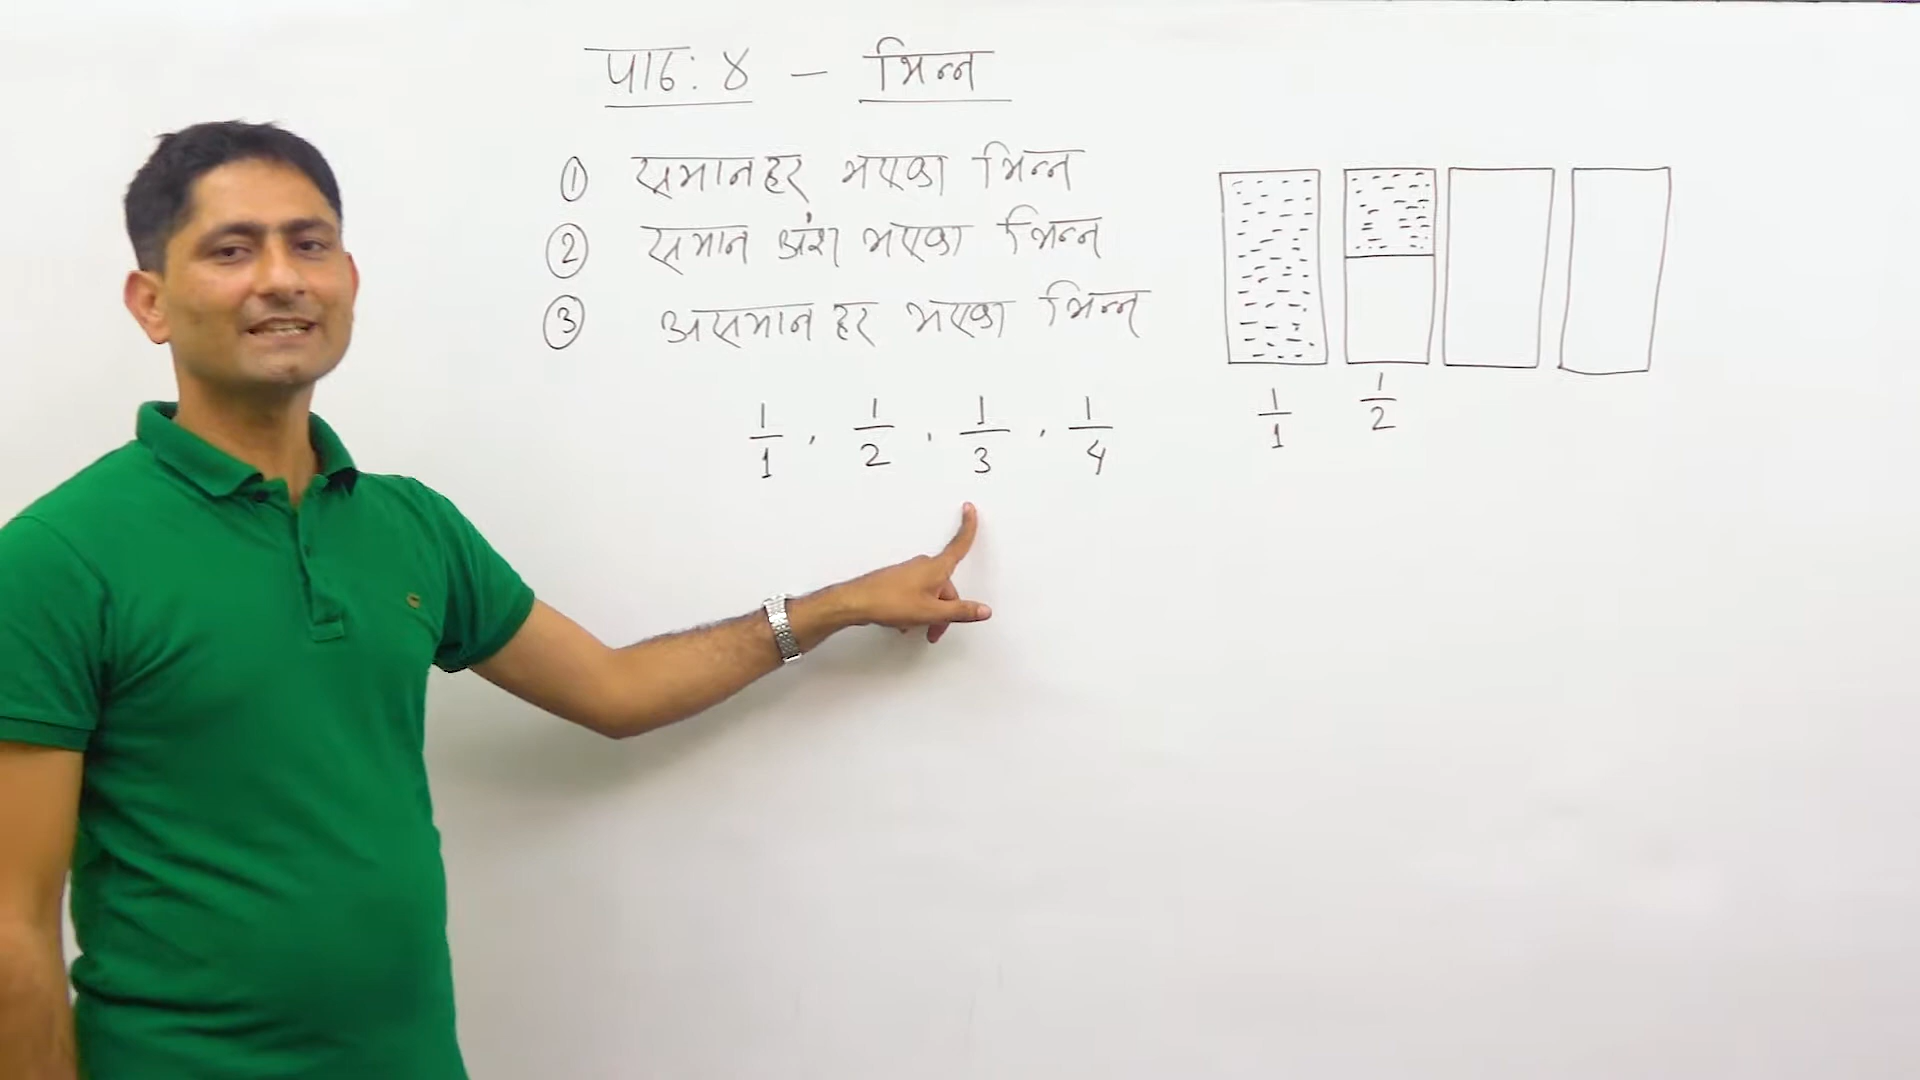 पाठ: ४ – भिन्न
① समान हर भएका भिन्न
② समान अंश भएका भिन्न
③ असमान हर भएका भिन्न
1/1 , 1/2 , 1/3 , 1/4
1/1 1/2